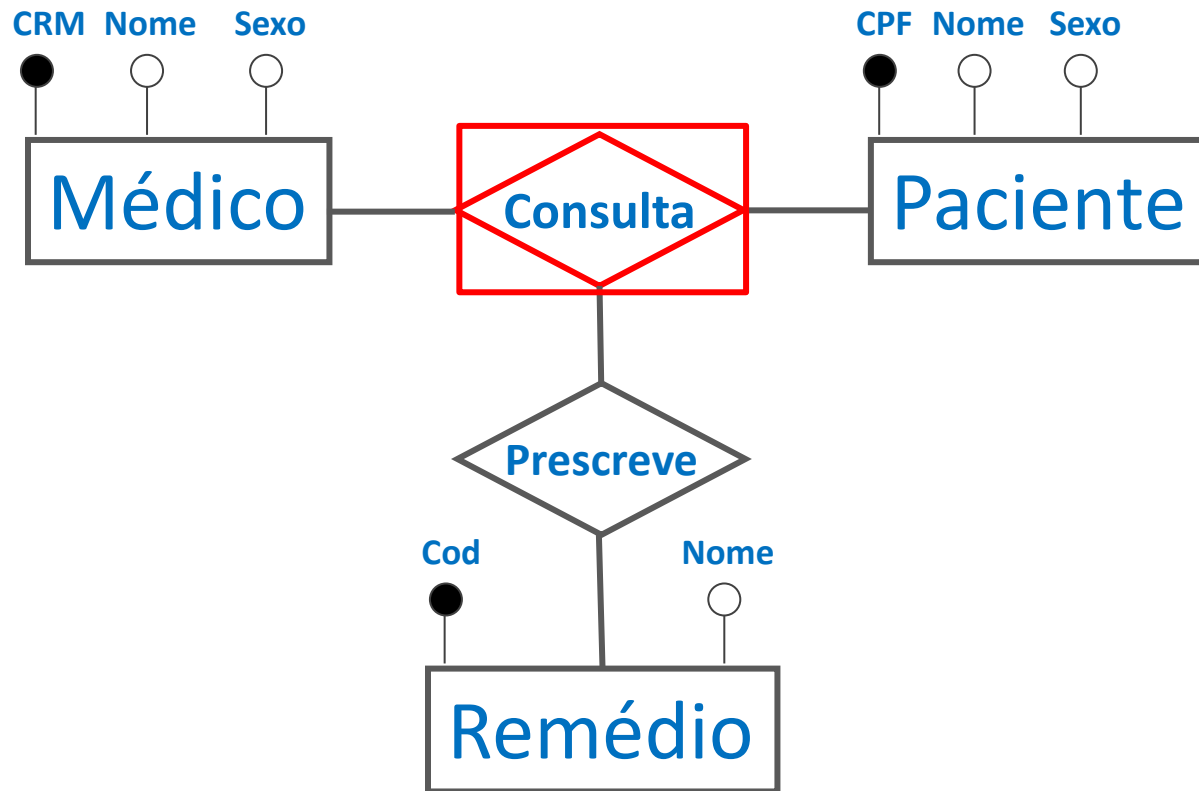 CRM Nome Sexo
CPF Nome Sexo
Médico
Consulta
Paciente
Prescreve
Cod
Nome
Remédio